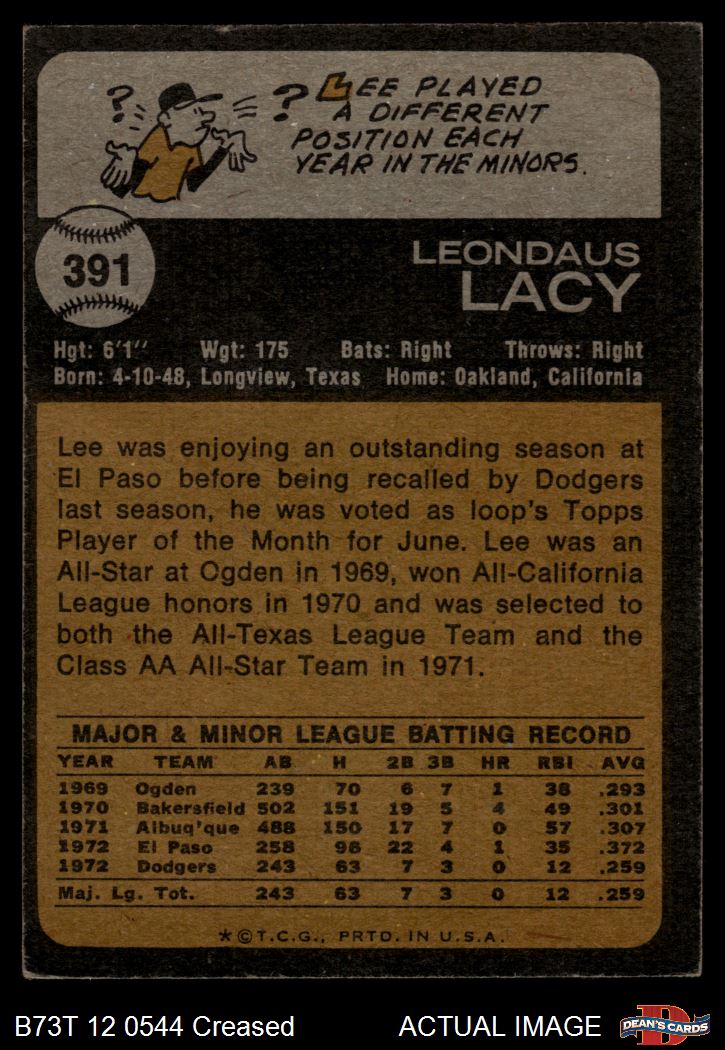 ? ? LEE PLAYED
A DIFFERENT
POSITION EACH
YEAR IN THE MINORS.
391
LEONDAUS
LACY
Hgt: 6'1" Wgt: 175 Bats: Right Throws: Right
Born: 4-10-48, Longview, Texas Home: Oakland, California
Lee was enjoying an outstanding season at
El Paso before being recalled by Dodgers
last season, he was voted as loop's Topps
Player of the Month for June. Lee was an
All-Star at Ogden in 1969, won All-California
League honors in 1970 and was selected to
both the All-Texas League Team and the
Class AA All-Star Team in 1971.
MAJOR & MINOR LEAGUE BATTING RECORD
YEAR TEAM AB H 2B 3B HR RBI AVG
1969 Ogden 239 70 6 7 1 38 .293
1970 Bakersfield 502 151 19 5 4 49 .301
1971 Albuq'que 488 150 17 7 0 57 .307
1972 El Paso 258 96 22 4 1 35 .372
1972 Dodgers 243 63 7 3 0 12 .259
Maj. Lg. Tot. 243 63 7 3 0 12 .259
*©T.C.G., PRTD. IN U.S.A.
B73T 12 0544 Creased ACTUAL IMAGE D DEAN'S CARDS